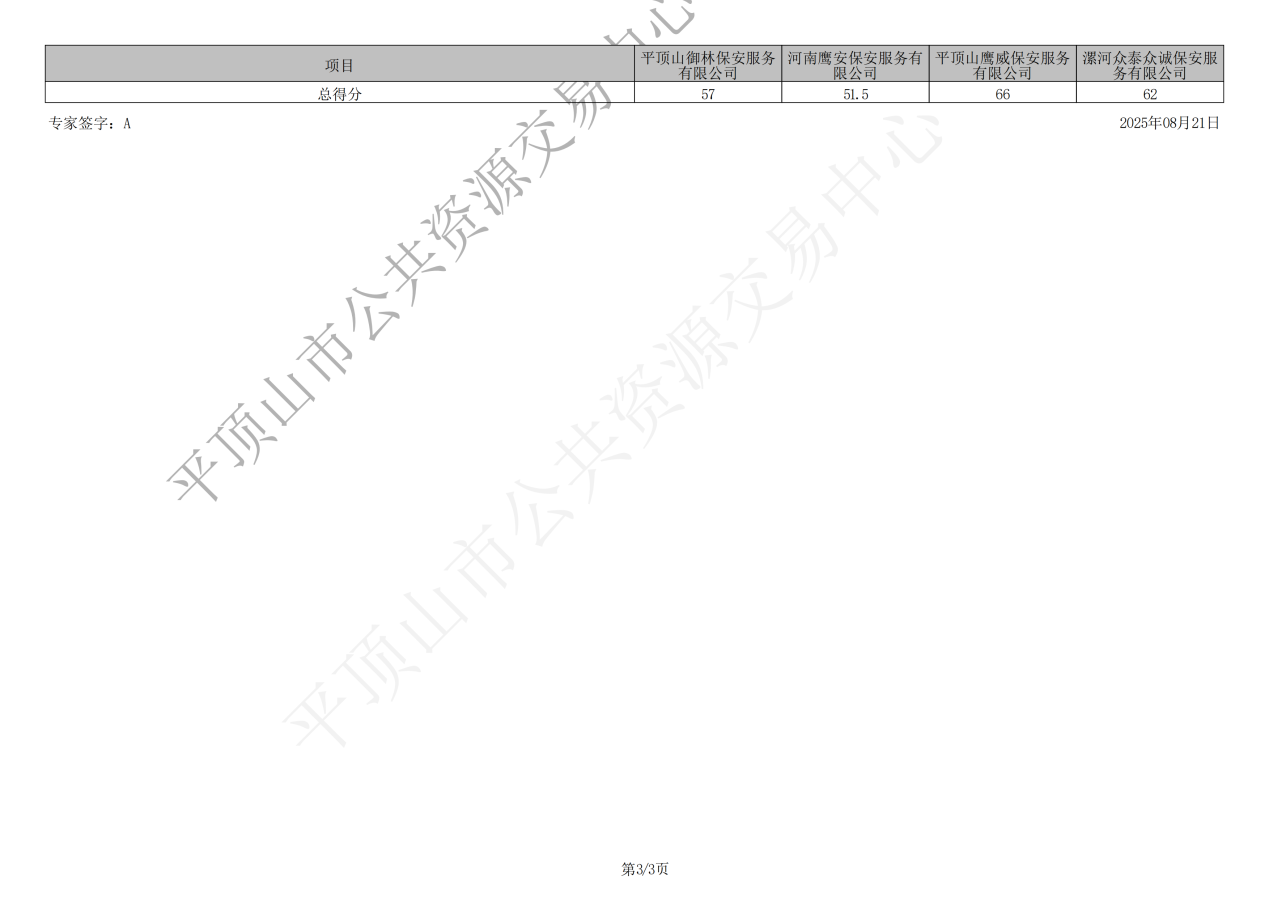 项目
平顶山御林保安服务
有限公司
河南鹰安保安服务有
限公司
平顶山鹰威保安服务
有限公司
漯河众泰众诚保安服
务有限公司
总得分 57 51.5 66 62
专家签字：A 2025年08月21日
平顶山市公共资源交易中心
平顶山市公共资源交易中心
第3/3页